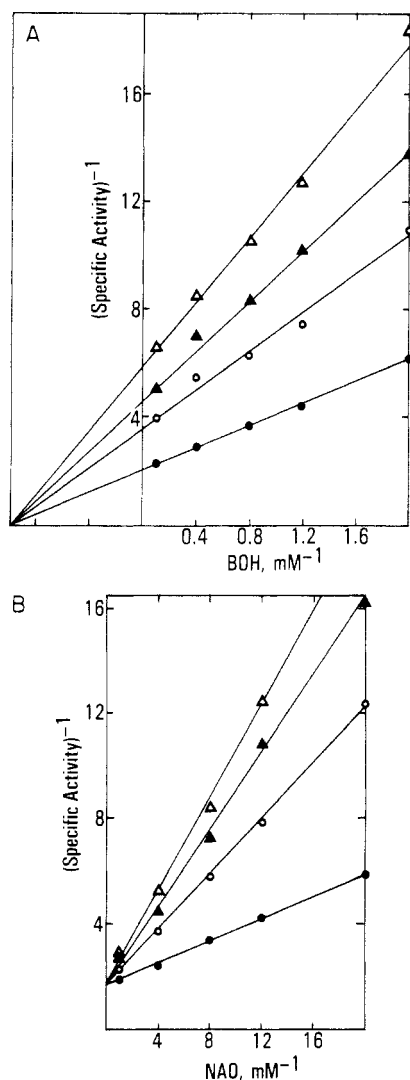 A
(Specific Activity)⁻¹
16
12
8
4
0.4 0.8 1.2 1.6
BOH, mM⁻¹
B
(Specific Activity)⁻¹
16
12
8
4
4 8 12 16
NAD, mM⁻¹